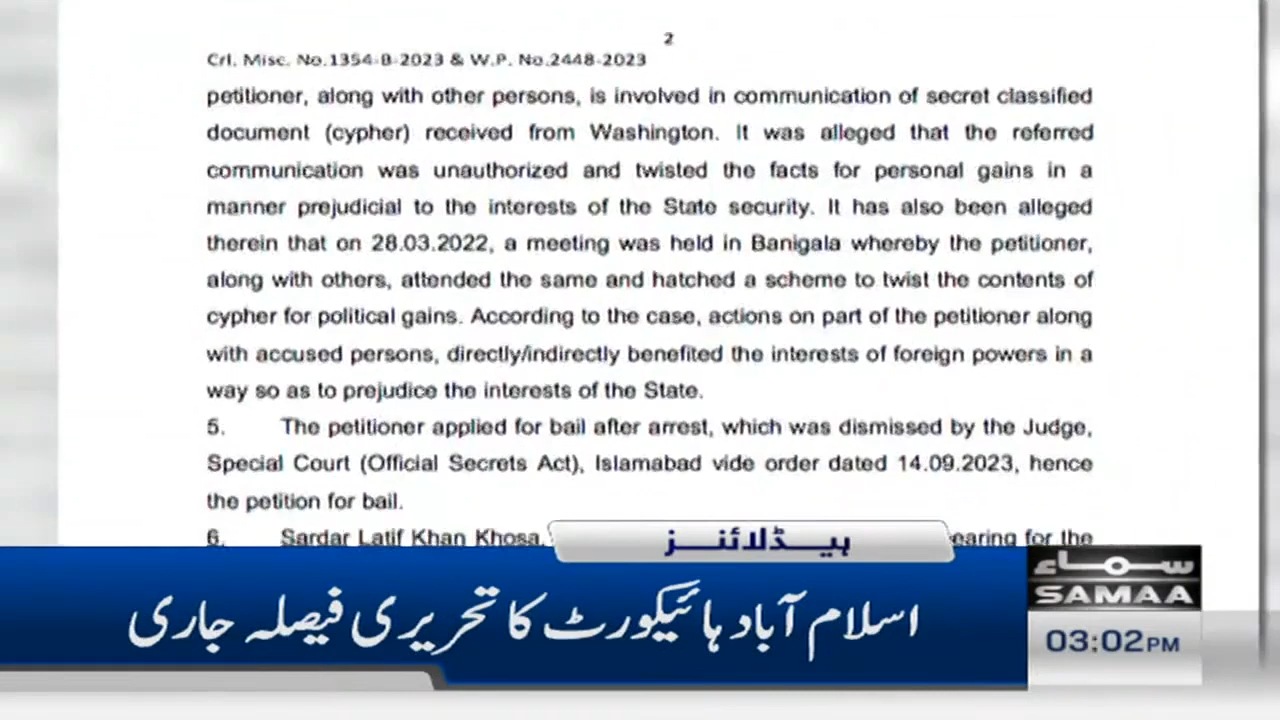 2
Crl. Misc. No.1354-B-2023 & W.P. No.2448-2023
petitioner, along with other persons, is involved in communication of secret classified
document (cypher) received from Washington. It was alleged that the referred
communication was unauthorized and twisted the facts for personal gains in a
manner prejudicial to the interests of the State security. It has also been alleged
therein that on 28.03.2022, a meeting was held in Banigala whereby the petitioner,
along with others, attended the same and hatched a scheme to twist the contents of
cypher for political gains. According to the case, actions on part of the petitioner along
with accused persons, directly/indirectly benefited the interests of foreign powers in a
way so as to prejudice the interests of the State.
5. The petitioner applied for bail after arrest, which was dismissed by the Judge,
Special Court (Official Secrets Act), Islamabad vide order dated 14.09.2023, hence
the petition for bail.
6. Sardar Latif Khan Khosa, for the
ہیڈلائنز
اسلام آباد ہائیکورٹ کا تحریری فیصلہ جاری
سماء
SAMAA
03:02PM